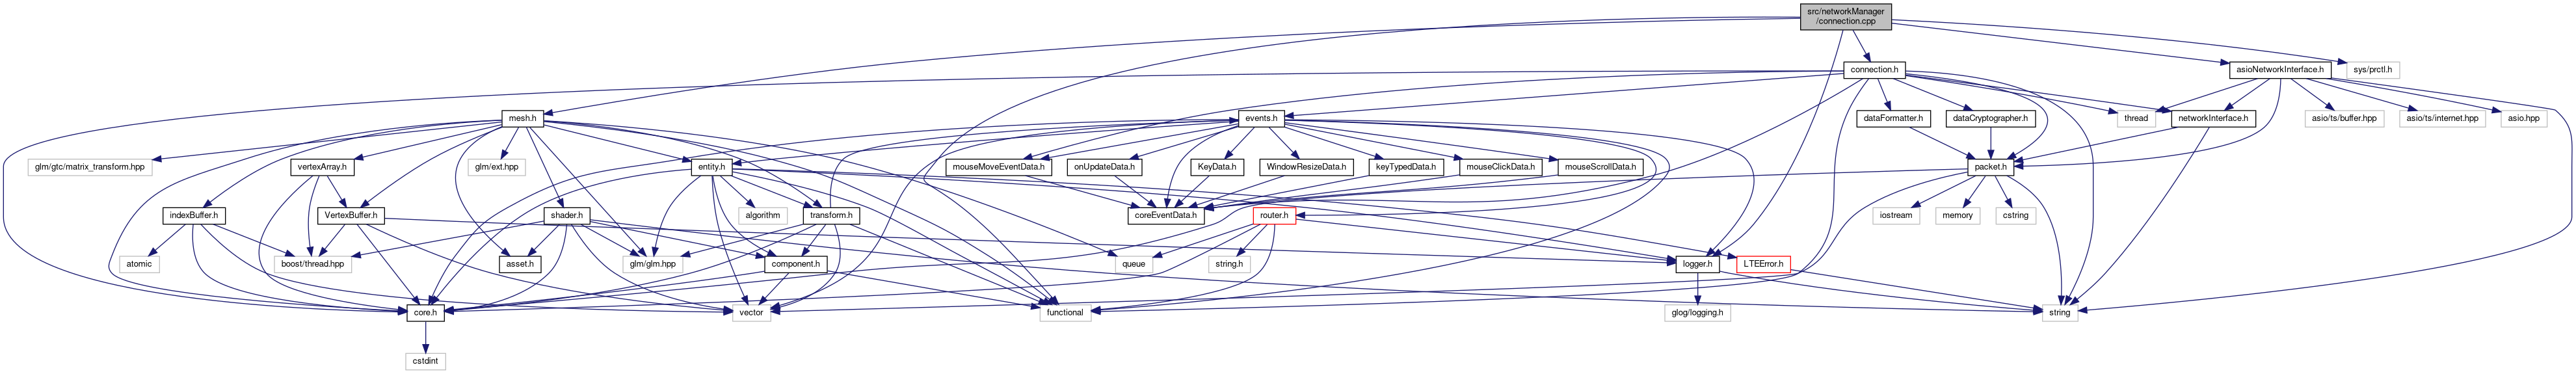 src/networkManager
/connection.cpp
connection.h
asioNetworkInterface.h
sys/prctl.h
mesh.h
events.h
dataFormatter.h
dataCryptographer.h
thread
networkInterface.h
asio/ts/buffer.hpp
asio/ts/internet.hpp
asio.hpp
glm/gtc/matrix_transform.hpp
vertexArray.h
glm/ext.hpp
entity.h
mouseMoveEventData.h
onUpdateData.h
KeyData.h
WindowResizeData.h
keyTypedData.h
mouseClickData.h
mouseScrollData.h
packet.h
indexBuffer.h
VertexBuffer.h
shader.h
algorithm
transform.h
coreEventData.h
router.h
iostream
memory
cstring
atomic
boost/thread.hpp
asset.h
glm/glm.hpp
component.h
queue
string.h
logger.h
LTEError.h
core.h
vector
functional
glog/logging.h
string
cstdint